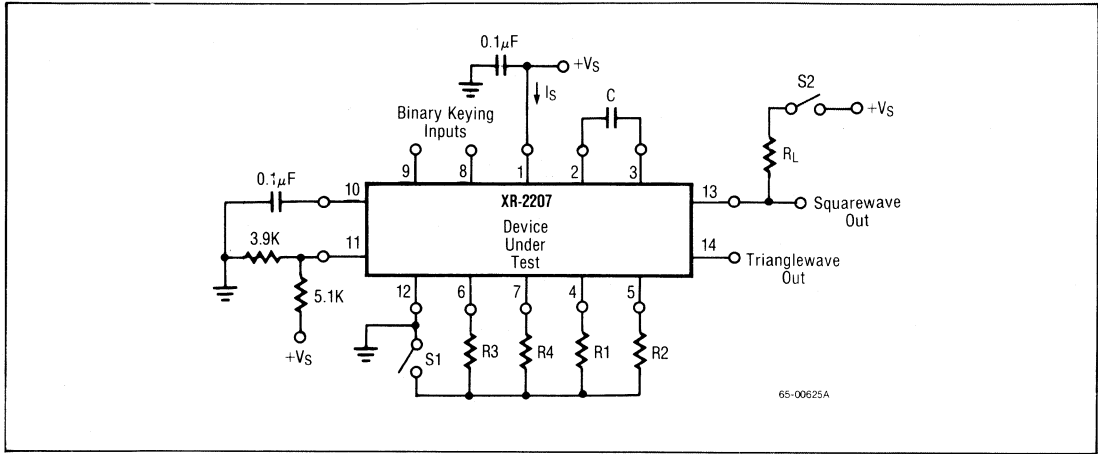 0.1μF
+VS
IS
C
S2
+VS
RL
Binary Keying
Inputs
9
8
1
2
3
0.1μF
10
XR-2207
13
Squarewave
Out
Device
Under
Test
3.9K
11
14
Trianglewave
Out
5.1K
12
6
7
4
5
+VS
S1
R3
R4
R1
R2
65-00625A